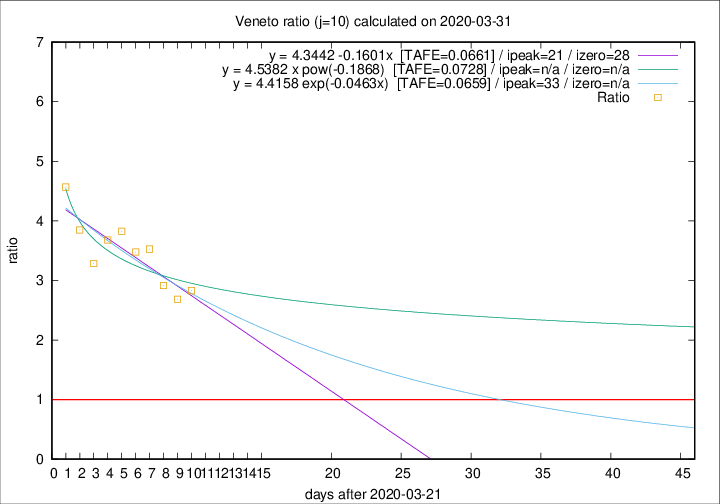 Veneto ratio (j=10) calculated on 2020-03-31
y = 4.3442 -0.1601x [TAFE=0.0661] / ipeak=21 / izero=28
y = 4.5382 x pow(-0.1868) [TAFE=0.0728] / ipeak=n/a / izero=n/a
y = 4.4158 exp(-0.0463x) [TAFE=0.0659] / ipeak=33 / izero=n/a
Ratio
7
6
5
4
3
2
1
0
ratio
0 1 2 3 4 5 6 7 8 9 10 11 12 13 14 15 20 25 30 35 40 45
days after 2020-03-21